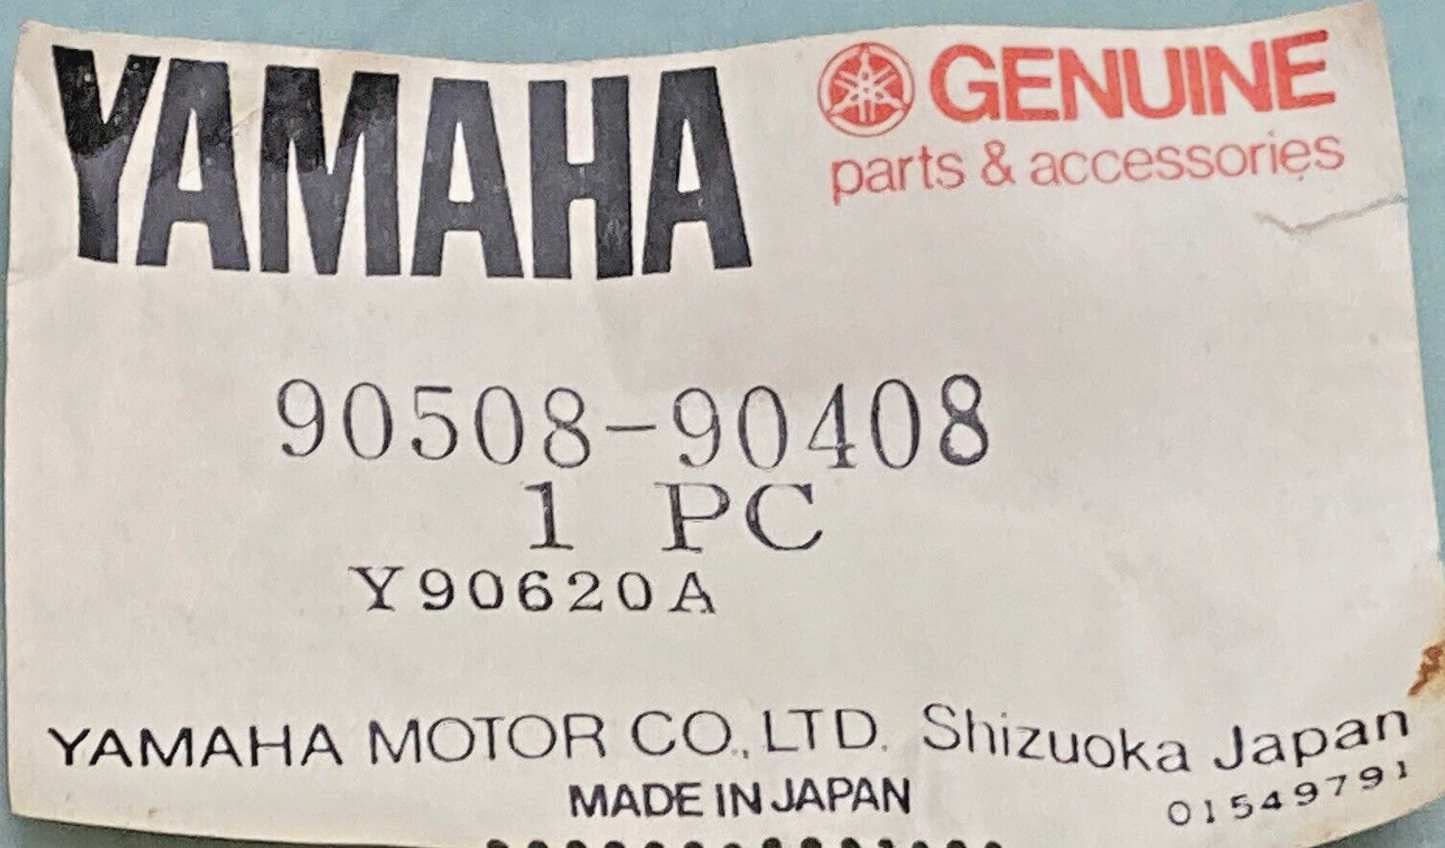 YAMAHA
GENUINE
parts & accessories
90508-90408
1 PC
Y90620A
YAMAHA MOTOR CO., LTD. Shizuoka Japan
MADE IN JAPAN
01549791